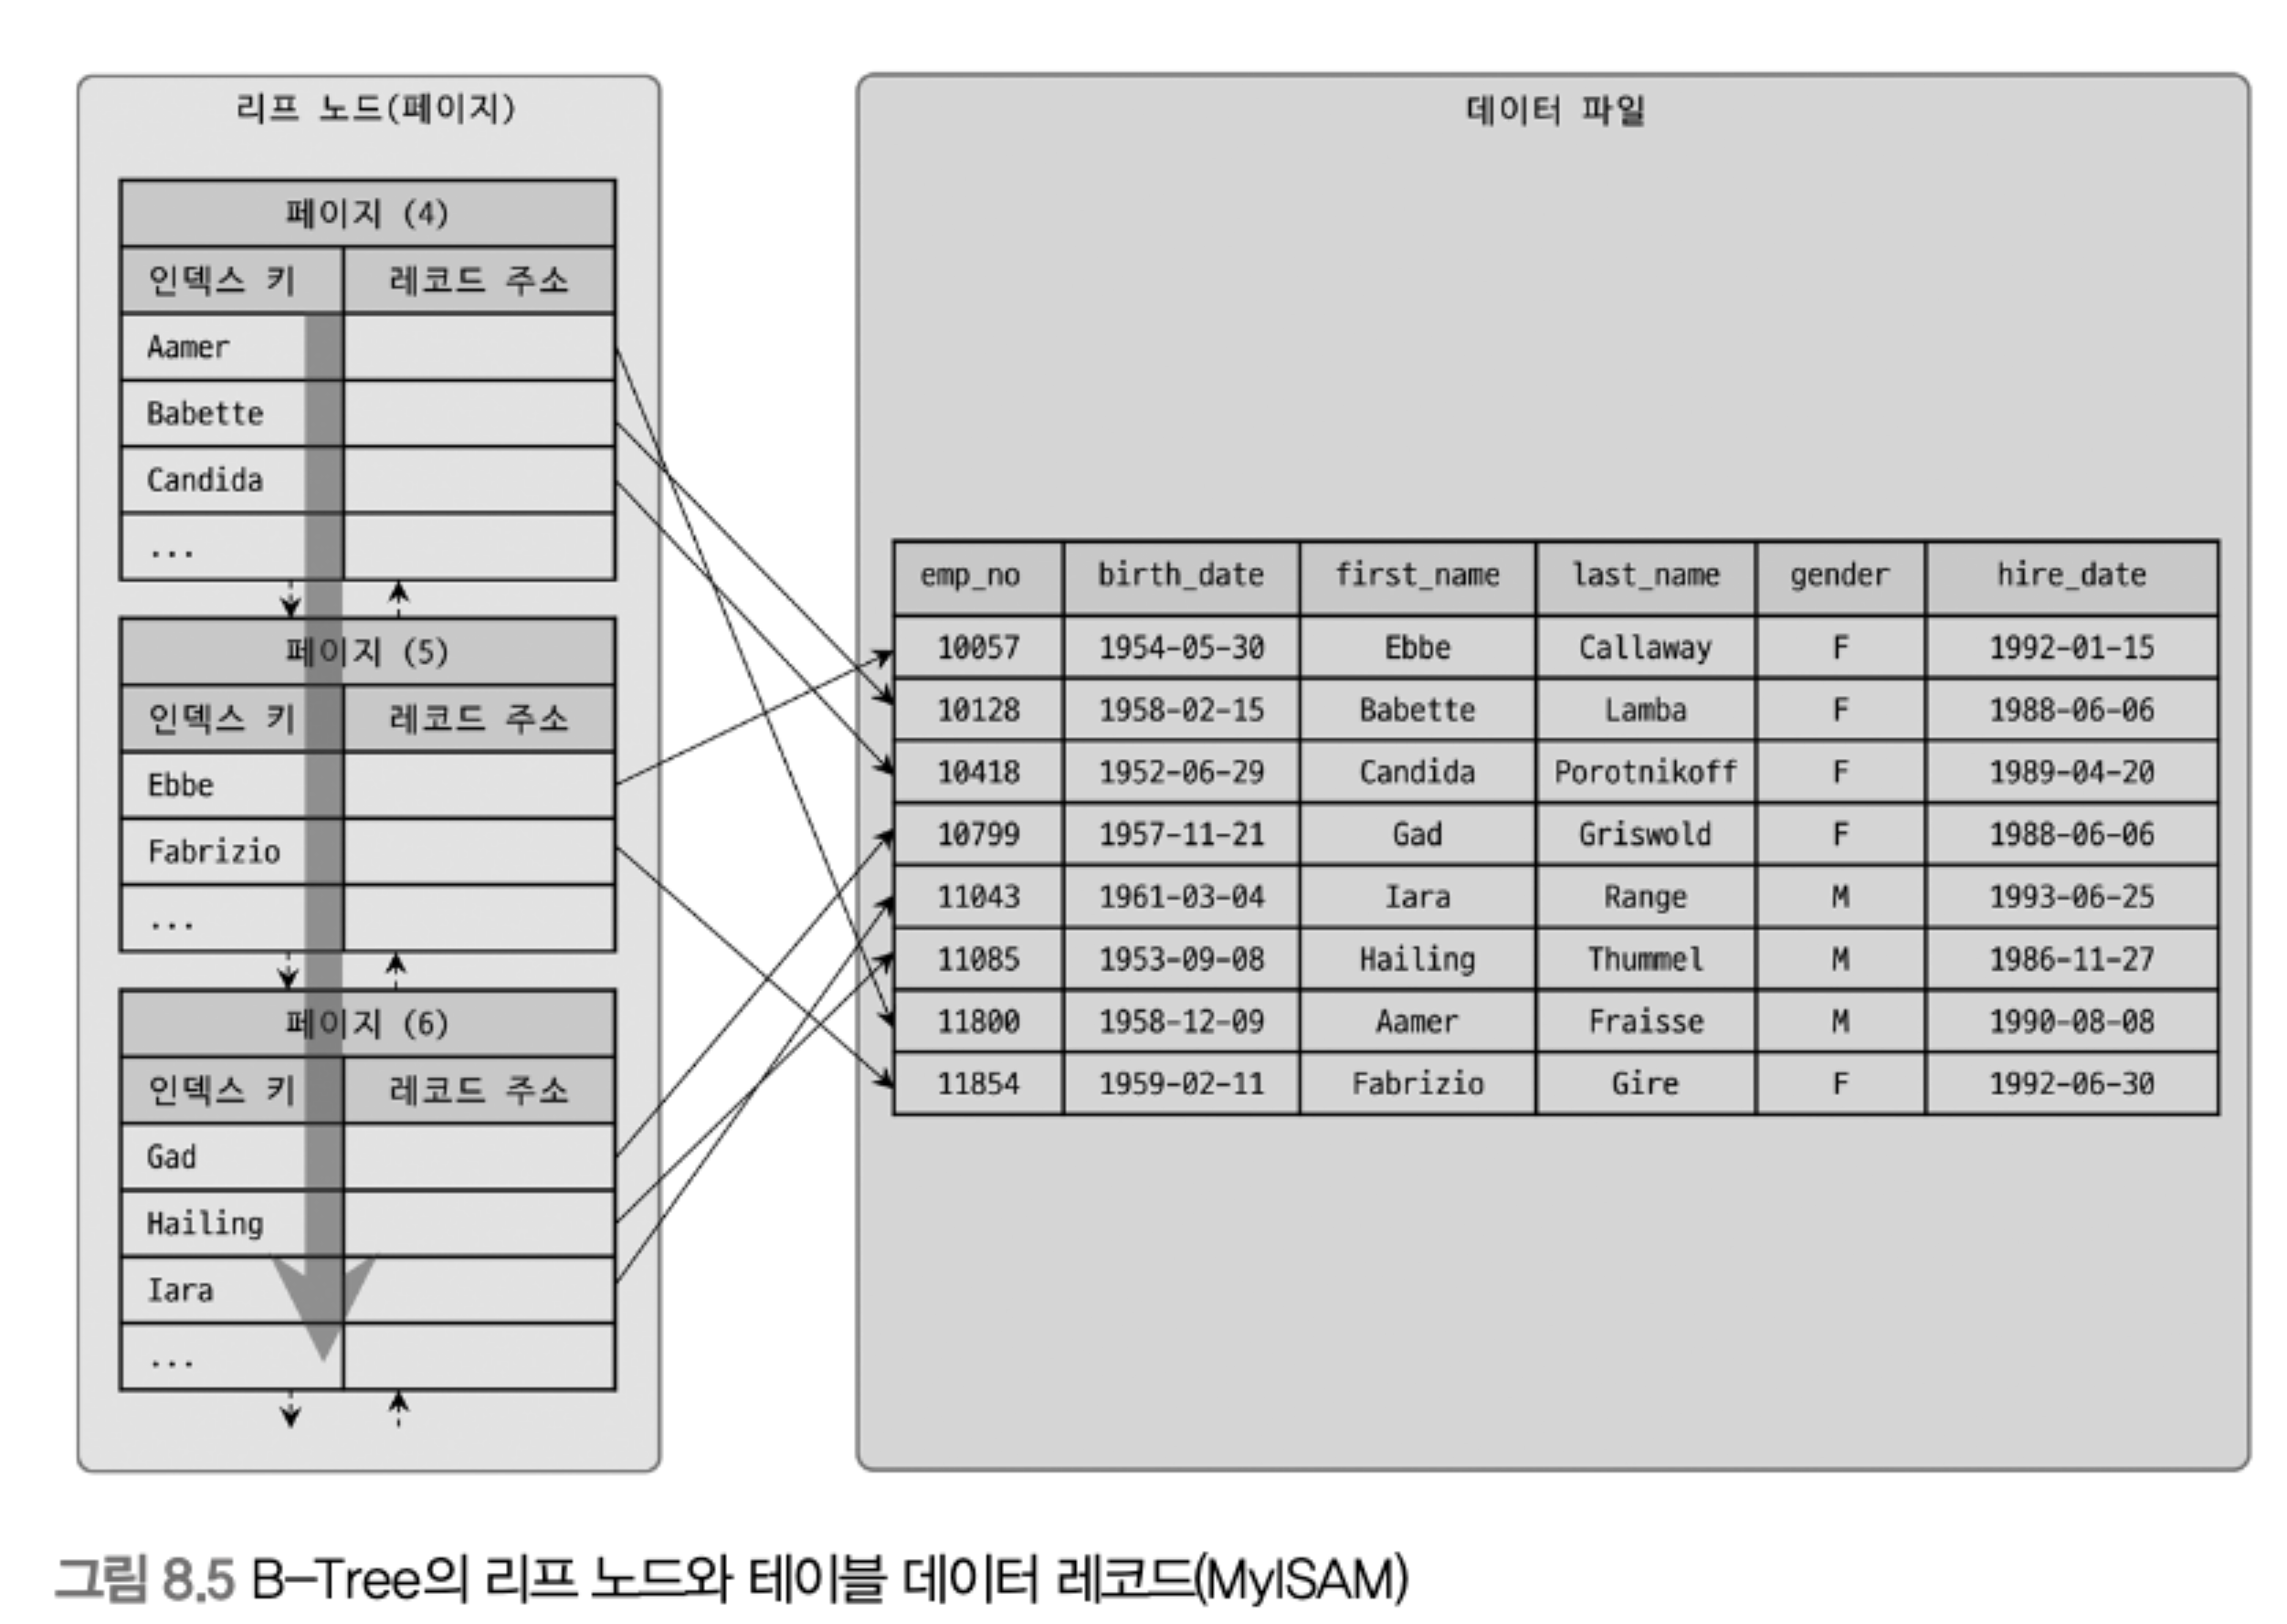 리프 노드(페이지)
페이지 (4)
인덱스 키 레코드 주소
Aamer
Babette
Candida
...
페이지 (5)
인덱스 키 레코드 주소
Ebbe
Fabrizio
...
페이지 (6)
인덱스 키 레코드 주소
Gad
Hailing
Iara
...
데이터 파일
emp_no birth_date first_name last_name gender hire_date
10057 1954-05-30 Ebbe Callaway F 1992-01-15
10128 1958-02-15 Babette Lamba F 1988-06-06
10418 1952-06-29 Candida Porotnikoff F 1989-04-20
10799 1957-11-21 Gad Griswold F 1988-06-06
11043 1961-03-04 Iara Range M 1993-06-25
11085 1953-09-08 Hailing Thummel M 1986-11-27
11800 1958-12-09 Aamer Fraisse M 1990-08-08
11854 1959-02-11 Fabrizio Gire F 1992-06-30
그림 8.5 B-Tree의 리프 노드와 테이블 데이터 레코드(MyISAM)